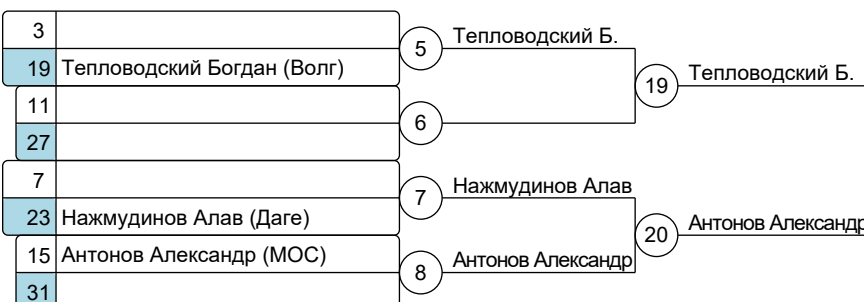 3
5
Тепловодский Б.
19 Тепловодский Богдан (Волг)
19
Тепловодский Б.
11
6
27
7
7
Нажмудинов Алав
23 Нажмудинов Алав (Даге)
20
Антонов Александр
15 Антонов Александр (МОС)
8
Антонов Александр
31